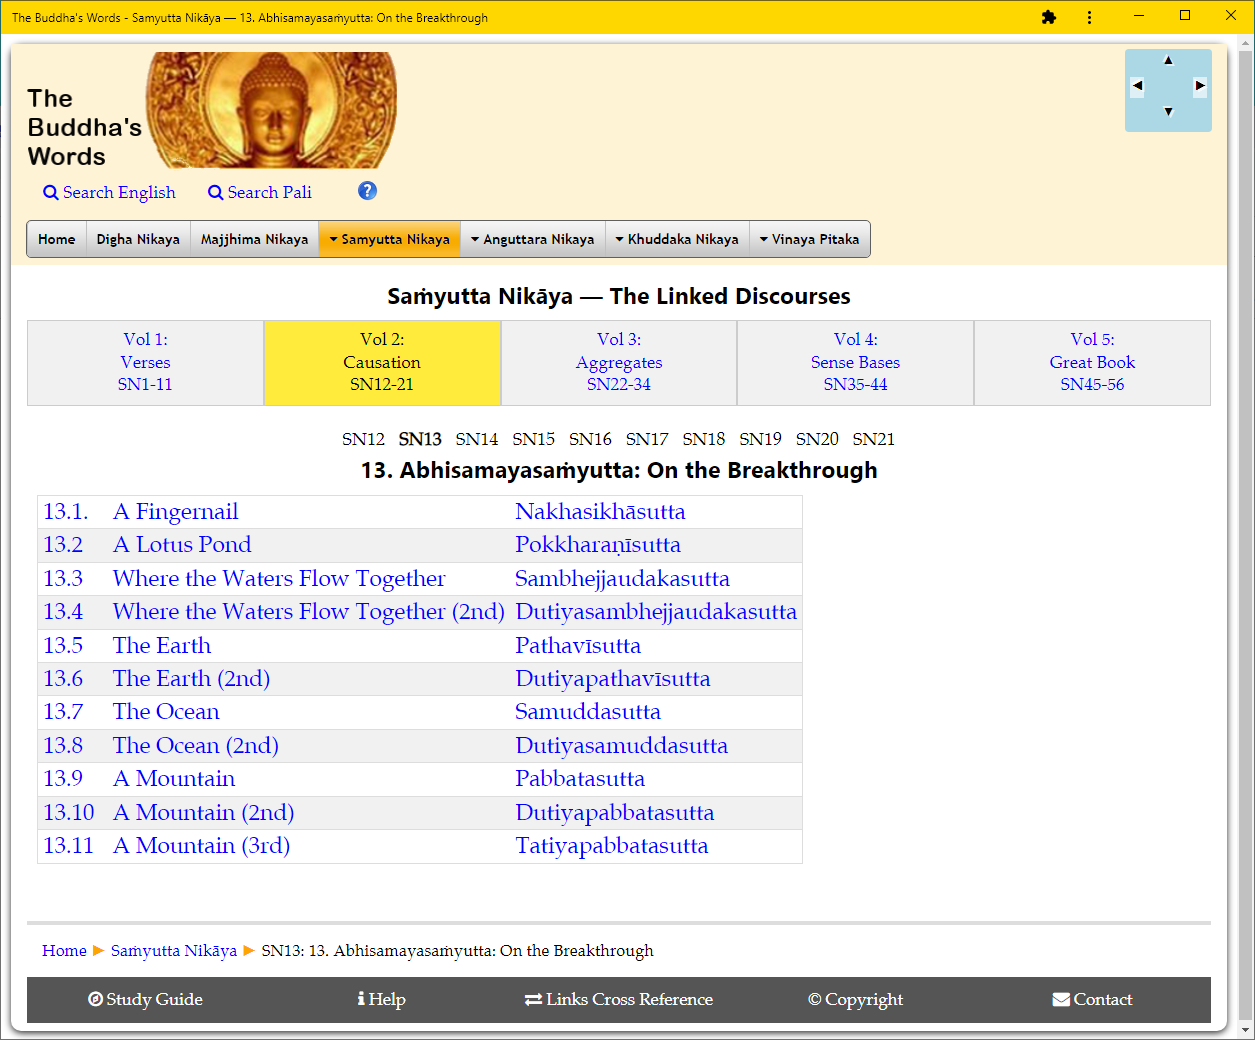 The Buddha's Words - Samyutta Nikāya — 13. Abhisamayasaṁyutta: On the Breakthrough
The
Buddha's
Words
Search English Search Pali ?
Home Digha Nikaya Majjhima Nikaya Samyutta Nikaya Anguttara Nikaya Khuddaka Nikaya Vinaya Pitaka
Saṁyutta Nikāya — The Linked Discourses
Vol 1: Vol 2: Vol 3: Vol 4: Vol 5:
Verses Causation Aggregates Sense Bases Great Book
SN1-11 SN12-21 SN22-34 SN35-44 SN45-56
SN12 SN13 SN14 SN15 SN16 SN17 SN18 SN19 SN20 SN21
13. Abhisamayasaṁyutta: On the Breakthrough
13.1. A Fingernail Nakhasikhāsutta
13.2 A Lotus Pond Pokkharaṇīsutta
13.3 Where the Waters Flow Together Sambhejjaudakasutta
13.4 Where the Waters Flow Together (2nd) Dutiyasambhejjaudakasutta
13.5 The Earth Pathavīsutta
13.6 The Earth (2nd) Dutiyapathavīsutta
13.7 The Ocean Samuddasutta
13.8 The Ocean (2nd) Dutiyasamuddasutta
13.9 A Mountain Pabbatasutta
13.10 A Mountain (2nd) Dutiyapabbatasutta
13.11 A Mountain (3rd) Tatiyapabbatasutta
Home ► Saṁyutta Nikāya ► SN13: 13. Abhisamayasaṁyutta: On the Breakthrough
Study Guide Help Links Cross Reference © Copyright Contact